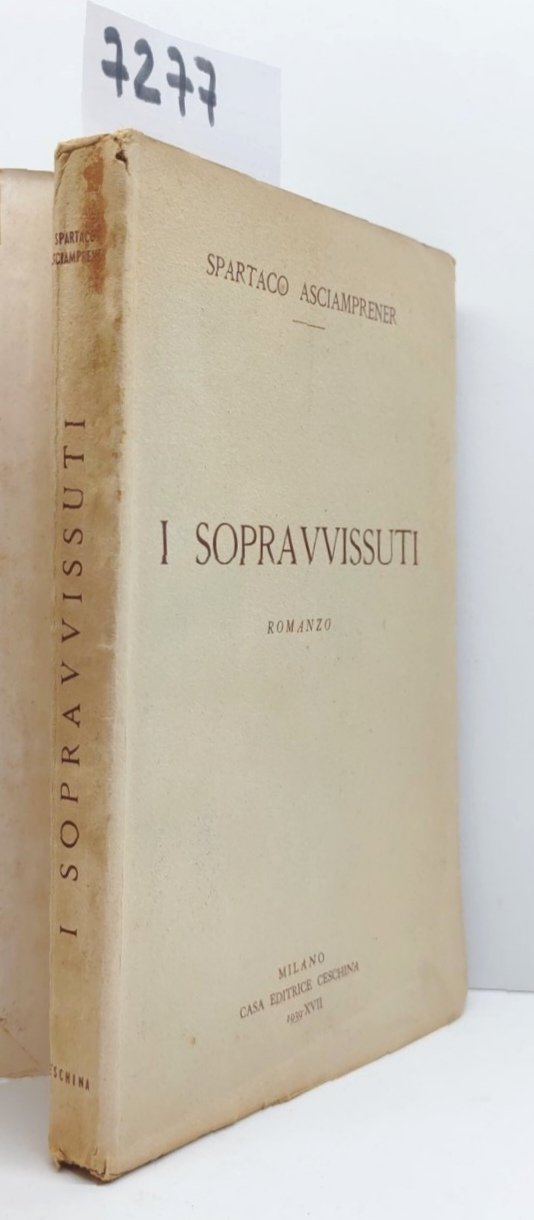 7277
SPARTACO
ASCIAMPRENER
I SOPRAVVISSUTI
CESCHINA
SPARTACO ASCIAMPRENER
I SOPRAVVISSUTI
ROMANZO
MILANO
CASA EDITRICE CESCHINA
1939 XVII